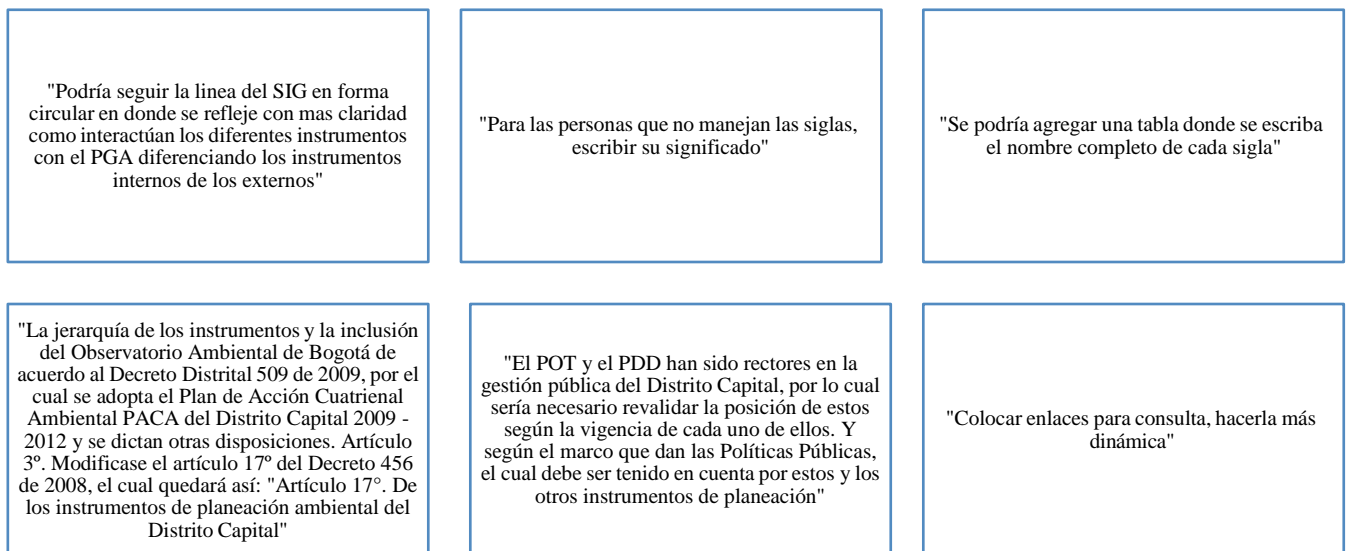 "Podría seguir la linea del SIG en forma
circular en donde se refleje con mas claridad
como interactúan los diferentes instrumentos
con el PGA diferenciando los instrumentos
internos de los externos"
"Para las personas que no manejan las siglas,
escribir su significado"
"Se podría agregar una tabla donde se escriba
el nombre completo de cada sigla"
"La jerarquía de los instrumentos y la inclusión
del Observatorio Ambiental de Bogotá de
acuerdo al Decreto Distrital 509 de 2009, por el
cual se adopta el Plan de Acción Cuatrienal
Ambiental PACA del Distrito Capital 2009 -
2012 y se dictan otras disposiciones. Artículo
3º. Modificase el artículo 17º del Decreto 456
de 2008, el cual quedará así: "Artículo 17°. De
los instrumentos de planeación ambiental del
Distrito Capital"
"El POT y el PDD han sido rectores en la
gestión pública del Distrito Capital, por lo cual
sería necesario revalidar la posición de estos
según la vigencia de cada uno de ellos. Y
según el marco que dan las Políticas Públicas,
el cual debe ser tenido en cuenta por estos y los
otros instrumentos de planeación"
"Colocar enlaces para consulta, hacerla más
dinámica"